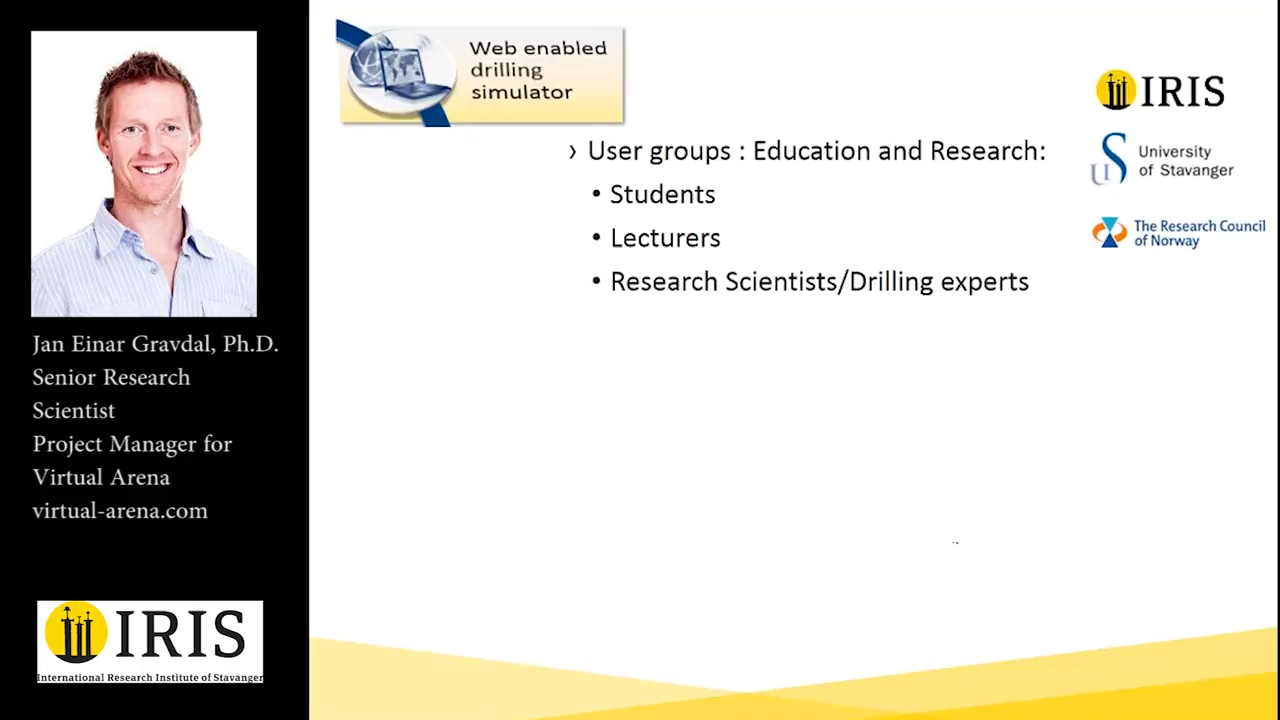 Web enabled
drilling
simulator
› User groups : Education and Research:
• Students
• Lecturers
• Research Scientists/Drilling experts
IRIS
University
of Stavanger
The Research Council
of Norway
Jan Einar Gravdal, Ph.D.
Senior Research
Scientist
Project Manager for
Virtual Arena
virtual-arena.com
IRIS
International Research Institute of Stavanger